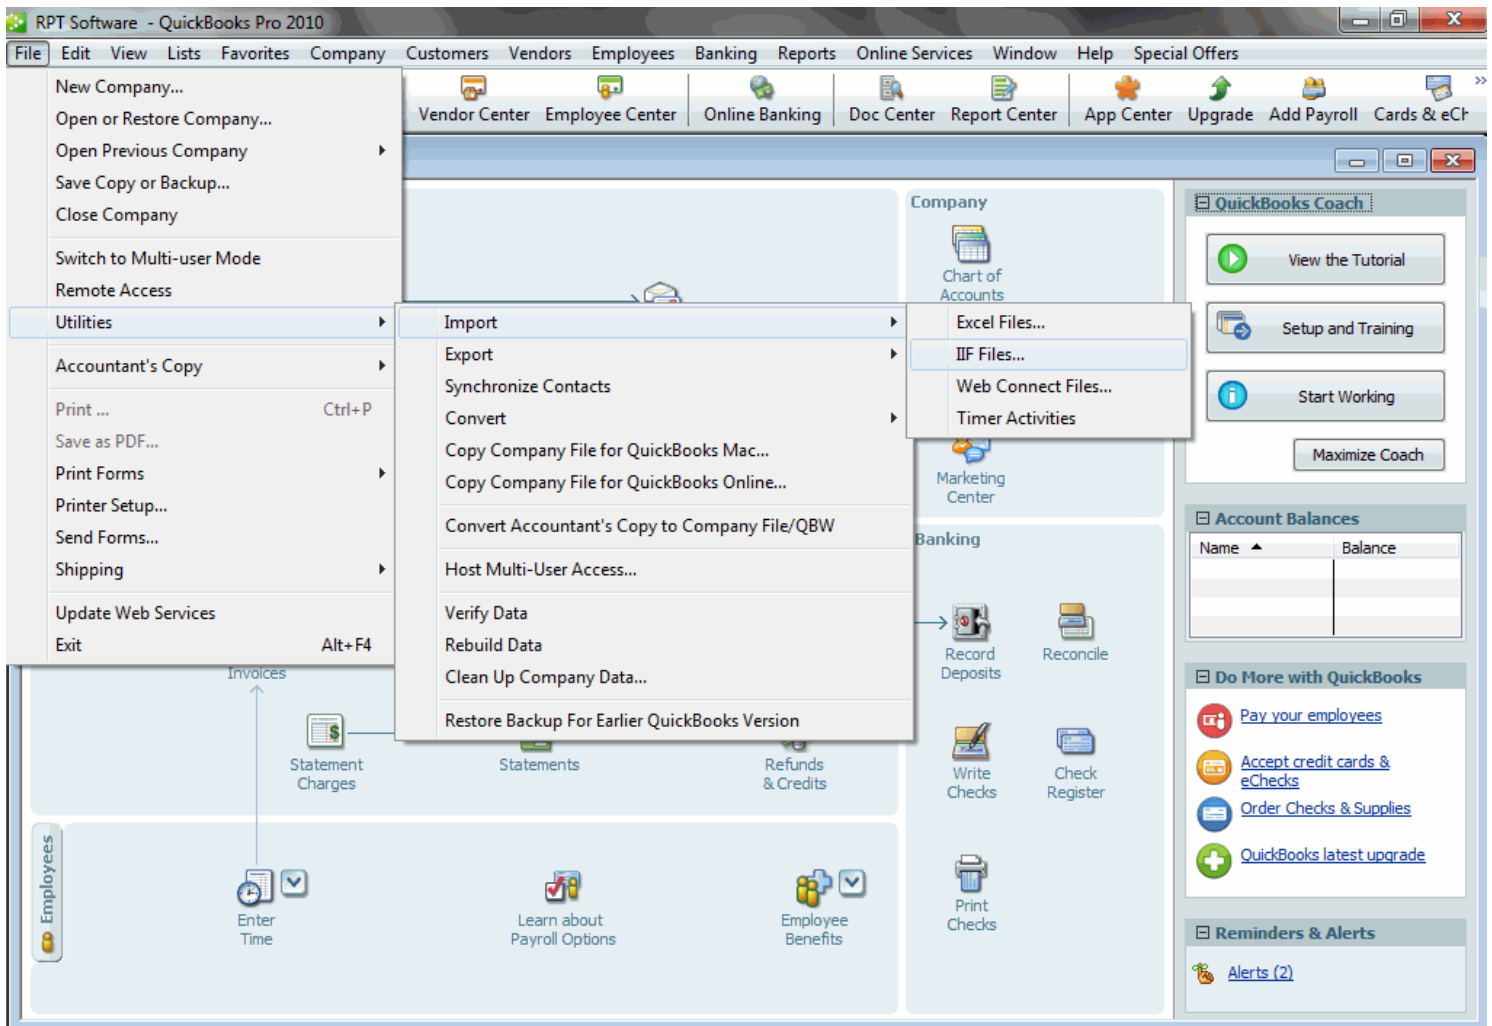 RPT Software - QuickBooks Pro 2010
File Edit View Lists Favorites Company Customers Vendors Employees Banking Reports Online Services Window Help Special Offers
Vendor Center Employee Center Online Banking Doc Center Report Center App Center Upgrade Add Payroll Cards & eCh
New Company...
Open or Restore Company...
Open Previous Company
Save Copy or Backup...
Close Company
Switch to Multi-user Mode
Remote Access
Utilities
Accountant's Copy
Print ... Ctrl+P
Save as PDF...
Print Forms
Printer Setup...
Send Forms...
Shipping
Update Web Services
Exit Alt+F4
Import
Export
Synchronize Contacts
Convert
Copy Company File for QuickBooks Mac...
Copy Company File for QuickBooks Online...
Convert Accountant's Copy to Company File/QBW
Host Multi-User Access...
Verify Data
Rebuild Data
Clean Up Company Data...
Restore Backup For Earlier QuickBooks Version
Excel Files...
IIF Files...
Web Connect Files...
Timer Activities
Company
Chart of
Accounts
Marketing
Center
Banking
Record
Deposits
Reconcile
Write
Checks
Check
Register
Print
Checks
Invoices
Statement
Charges
Statements
Refunds
& Credits
Employees
Enter
Time
Learn about
Payroll Options
Employee
Benefits
QuickBooks Coach
View the Tutorial
Setup and Training
Start Working
Maximize Coach
Account Balances
Name Balance
Do More with QuickBooks
Pay your employees
Accept credit cards &
eChecks
Order Checks & Supplies
QuickBooks latest upgrade
Reminders & Alerts
Alerts (2)